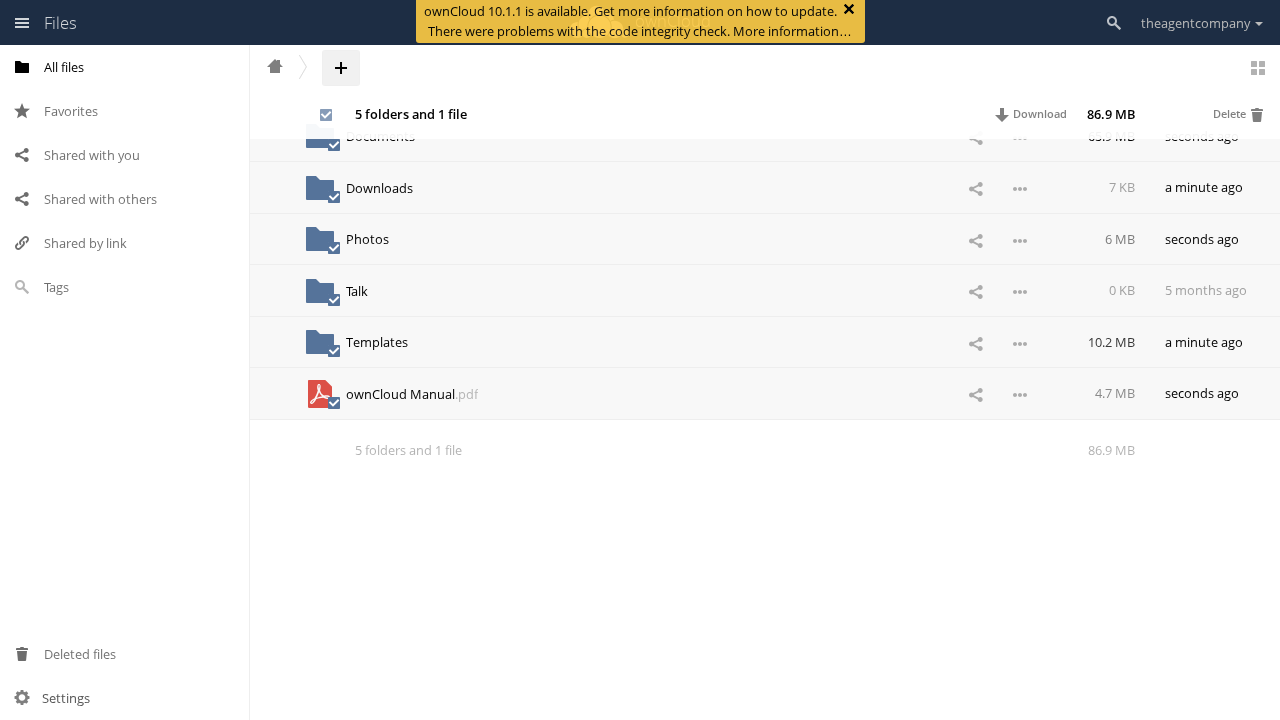 Files
ownCloud 10.1.1 is available. Get more information on how to update.
There were problems with the code integrity check. More information…
theagentcompany
All files
Favorites
Shared with you
Shared with others
Shared by link
Tags
Deleted files
Settings
5 folders and 1 file
Download
86.9 MB
Delete
Documents
65.9 MB
seconds ago
Downloads
7 KB
a minute ago
Photos
6 MB
seconds ago
Talk
0 KB
5 months ago
Templates
10.2 MB
a minute ago
ownCloud Manual.pdf
4.7 MB
seconds ago
5 folders and 1 file
86.9 MB